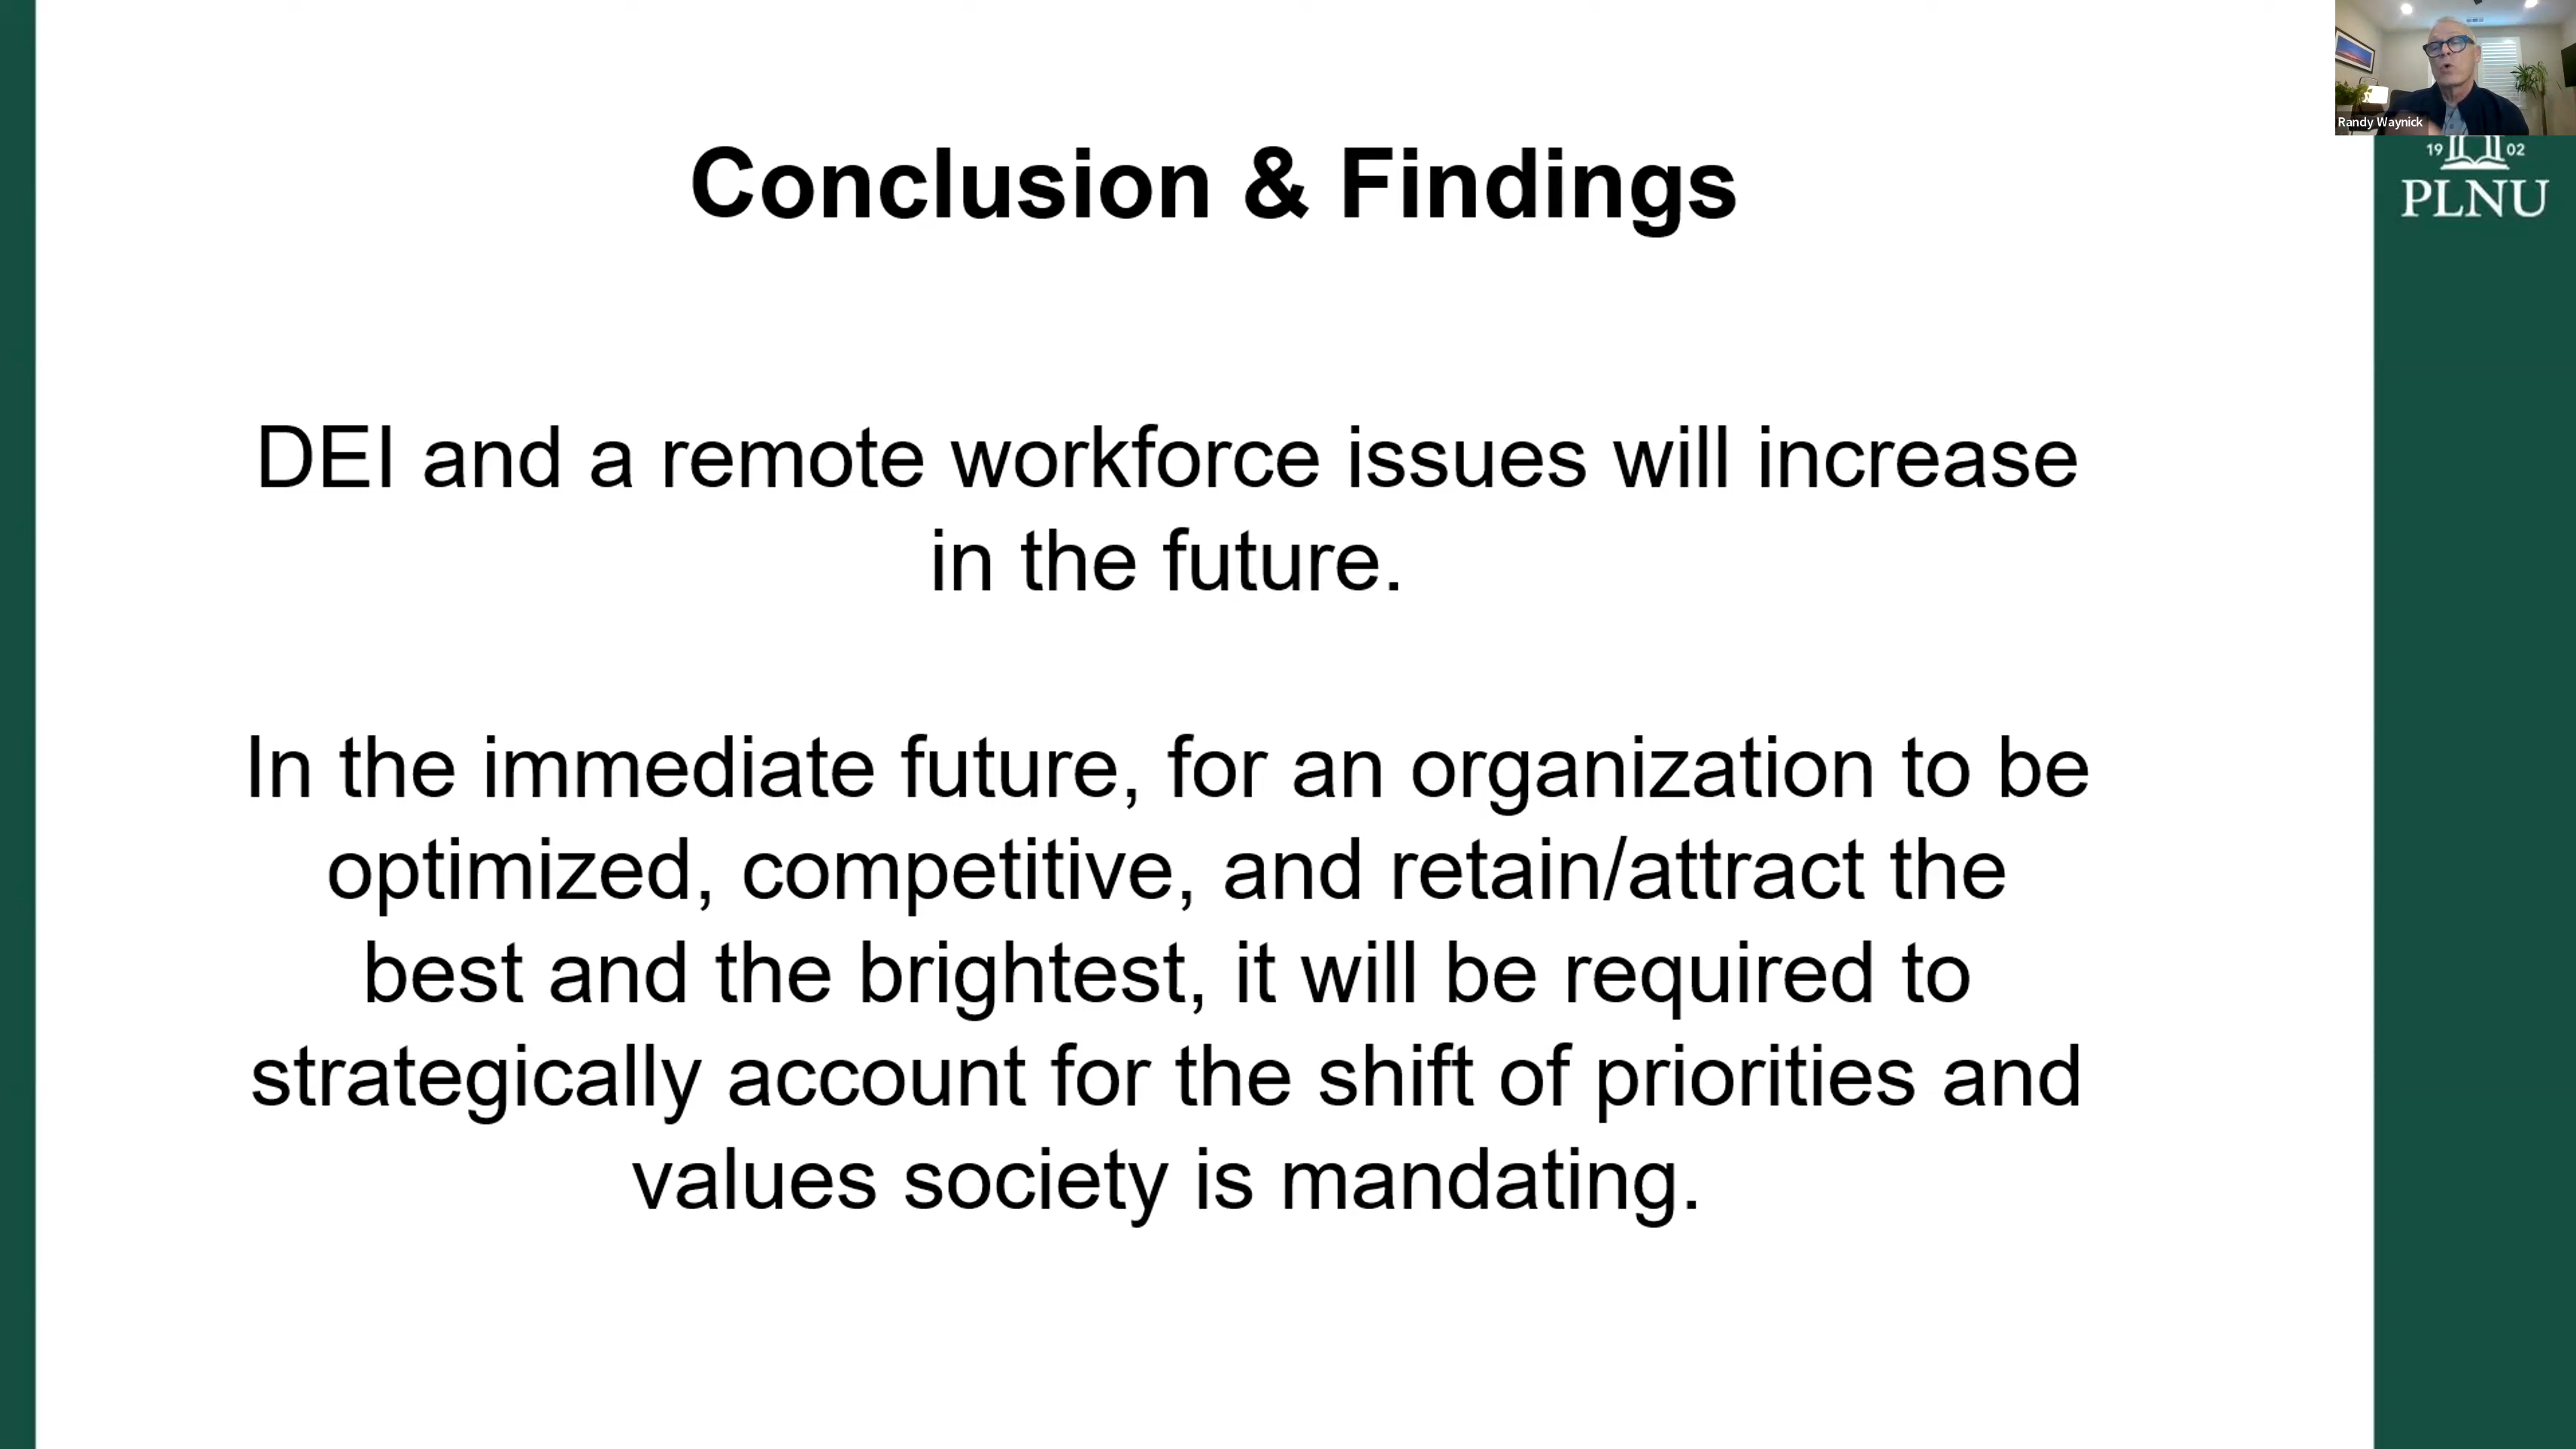 Conclusion & Findings
DEI and a remote workforce issues will increase
in the future.
In the immediate future, for an organization to be
optimized, competitive, and retain/attract the
best and the brightest, it will be required to
strategically account for the shift of priorities and
values society is mandating.
Randy Waynick
19 02
PLNU